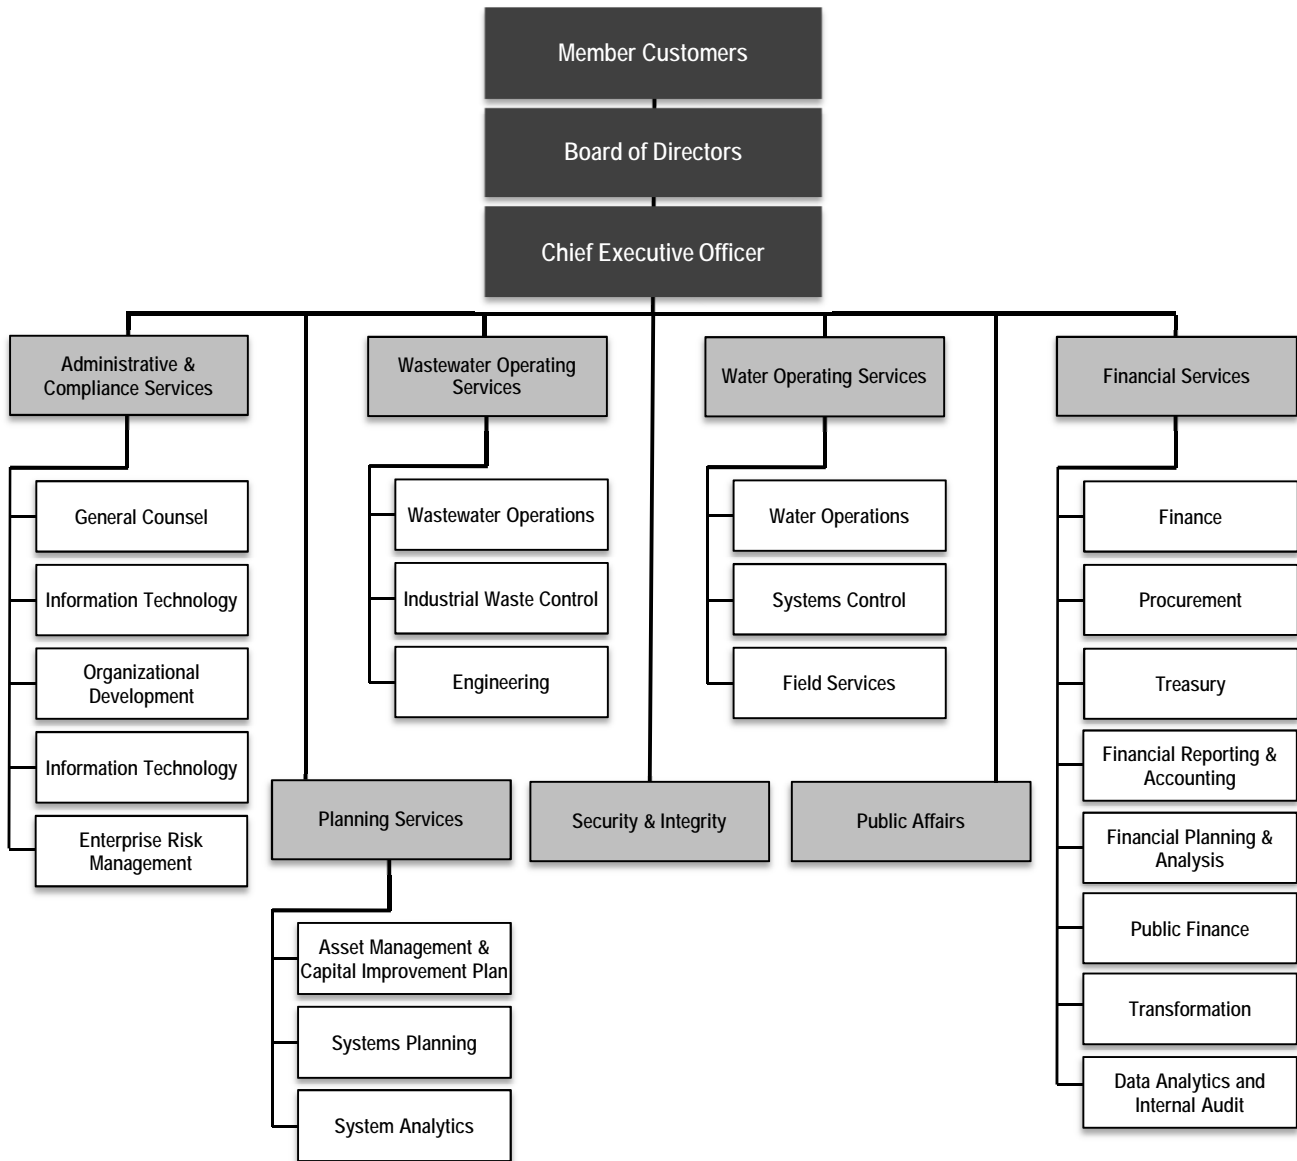 Member Customers
Board of Directors
Chief Executive Officer
Administrative &
Compliance Services
General Counsel
Information Technology
Organizational
Development
Information Technology
Enterprise Risk
Management
Wastewater Operating
Services
Wastewater Operations
Industrial Waste Control
Engineering
Water Operating Services
Water Operations
Systems Control
Field Services
Financial Services
Finance
Procurement
Treasury
Financial Reporting &
Accounting
Financial Planning &
Analysis
Public Finance
Transformation
Data Analytics and
Internal Audit
Planning Services
Asset Management &
Capital Improvement Plan
Systems Planning
System Analytics
Security & Integrity
Public Affairs